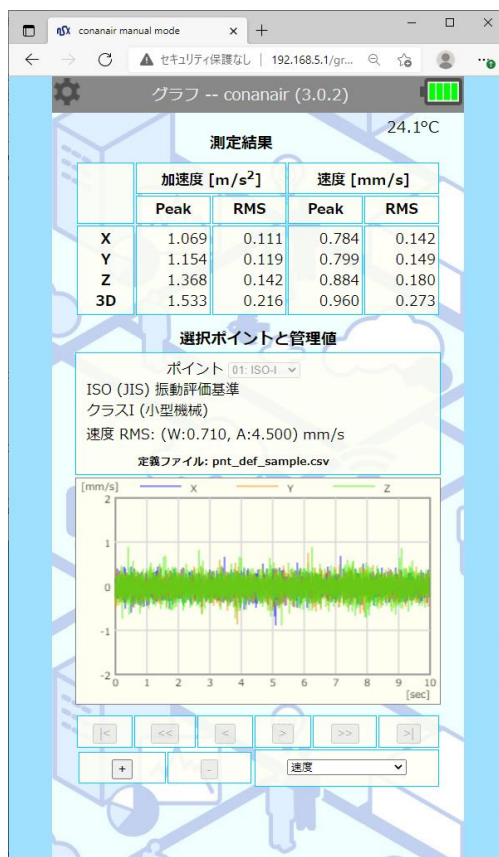 nSX conanair manual mode
セキュリティ保護なし | 192.168.5.1/gr...
グラフ -- conanair (3.0.2)
24.1℃
測定結果
加速度 [m/s²] 速度 [mm/s]
Peak RMS Peak RMS
X 1.069 0.111 0.784 0.142
Y 1.154 0.119 0.799 0.149
Z 1.368 0.142 0.884 0.180
3D 1.533 0.216 0.960 0.273
選択ポイントと管理値
ポイント 01: ISO-I
ISO (JIS) 振動評価基準
クラスI (小型機械)
速度 RMS: (W:0.710, A:4.500) mm/s
定義ファイル: pnt_def_sample.csv
[mm/s] X Y Z
2
1
0
-1
-2
0 1 2 3 4 5 6 7 8 9 10
[sec]
|< << < > >> >|
+ - 速度